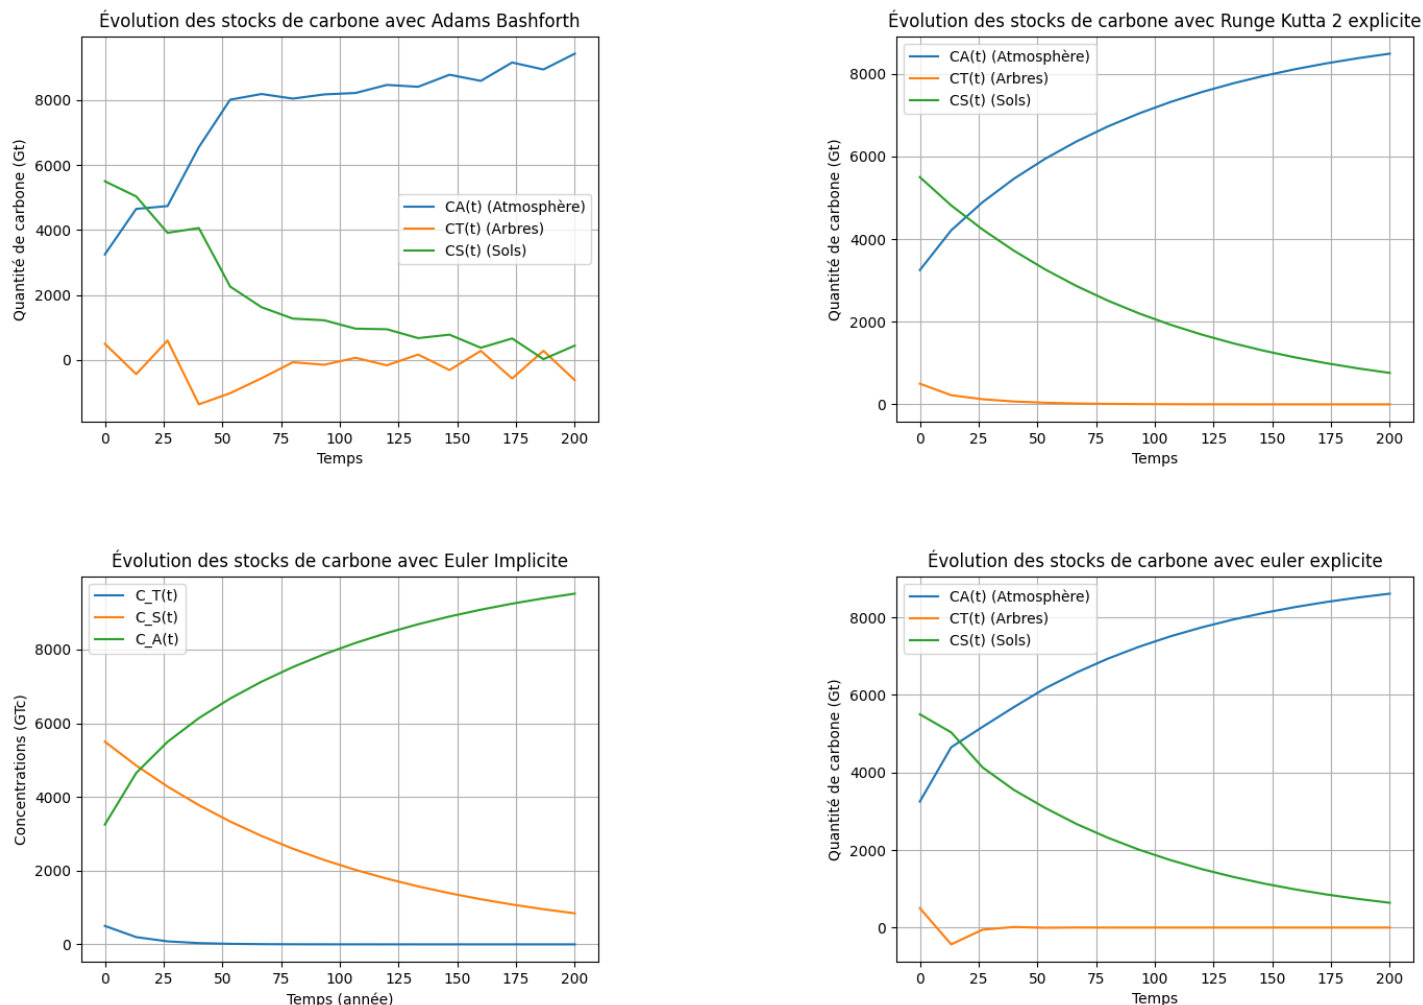 Évolution des stocks de carbone avec Adams Bashforth
Quantité de carbone (Gt)
8000
6000
4000
2000
0
CA(t) (Atmosphère)
CT(t) (Arbres)
CS(t) (Sols)
0 25 50 75 100 125 150 175 200
Temps
Évolution des stocks de carbone avec Runge Kutta 2 explicite
Quantité de carbone (Gt)
8000
6000
4000
2000
0
CA(t) (Atmosphère)
CT(t) (Arbres)
CS(t) (Sols)
0 25 50 75 100 125 150 175 200
Temps
Évolution des stocks de carbone avec Euler Implicite
Concentrations (GTc)
8000
6000
4000
2000
0
C_T(t)
C_S(t)
C_A(t)
0 25 50 75 100 125 150 175 200
Temps (année)
Évolution des stocks de carbone avec euler explicite
Quantité de carbone (Gt)
8000
6000
4000
2000
0
CA(t) (Atmosphère)
CT(t) (Arbres)
CS(t) (Sols)
0 25 50 75 100 125 150 175 200
Temps